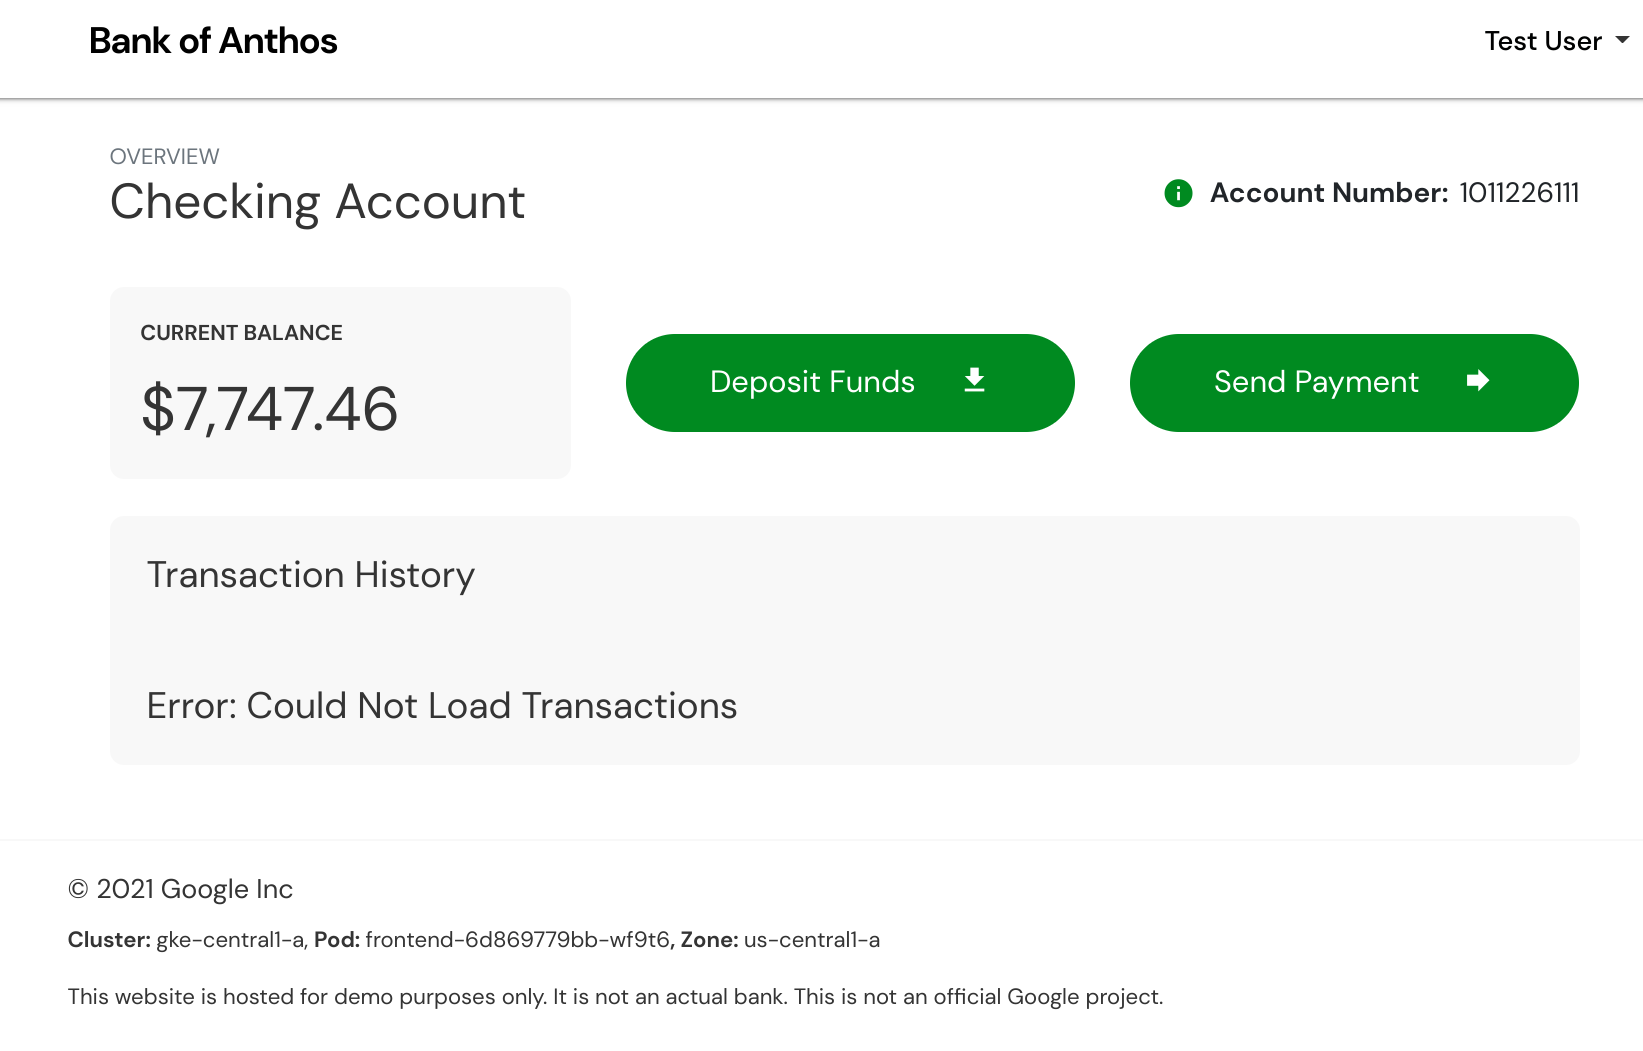 Bank of Anthos
Test User
OVERVIEW
Checking Account
Account Number: 1011226111
CURRENT BALANCE
$7,747.46
Deposit Funds
Send Payment
Transaction History
Error: Could Not Load Transactions
© 2021 Google Inc
Cluster: gke-central1-a, Pod: frontend-6d869779bb-wf9t6, Zone: us-central1-a
This website is hosted for demo purposes only. It is not an actual bank. This is not an official Google project.